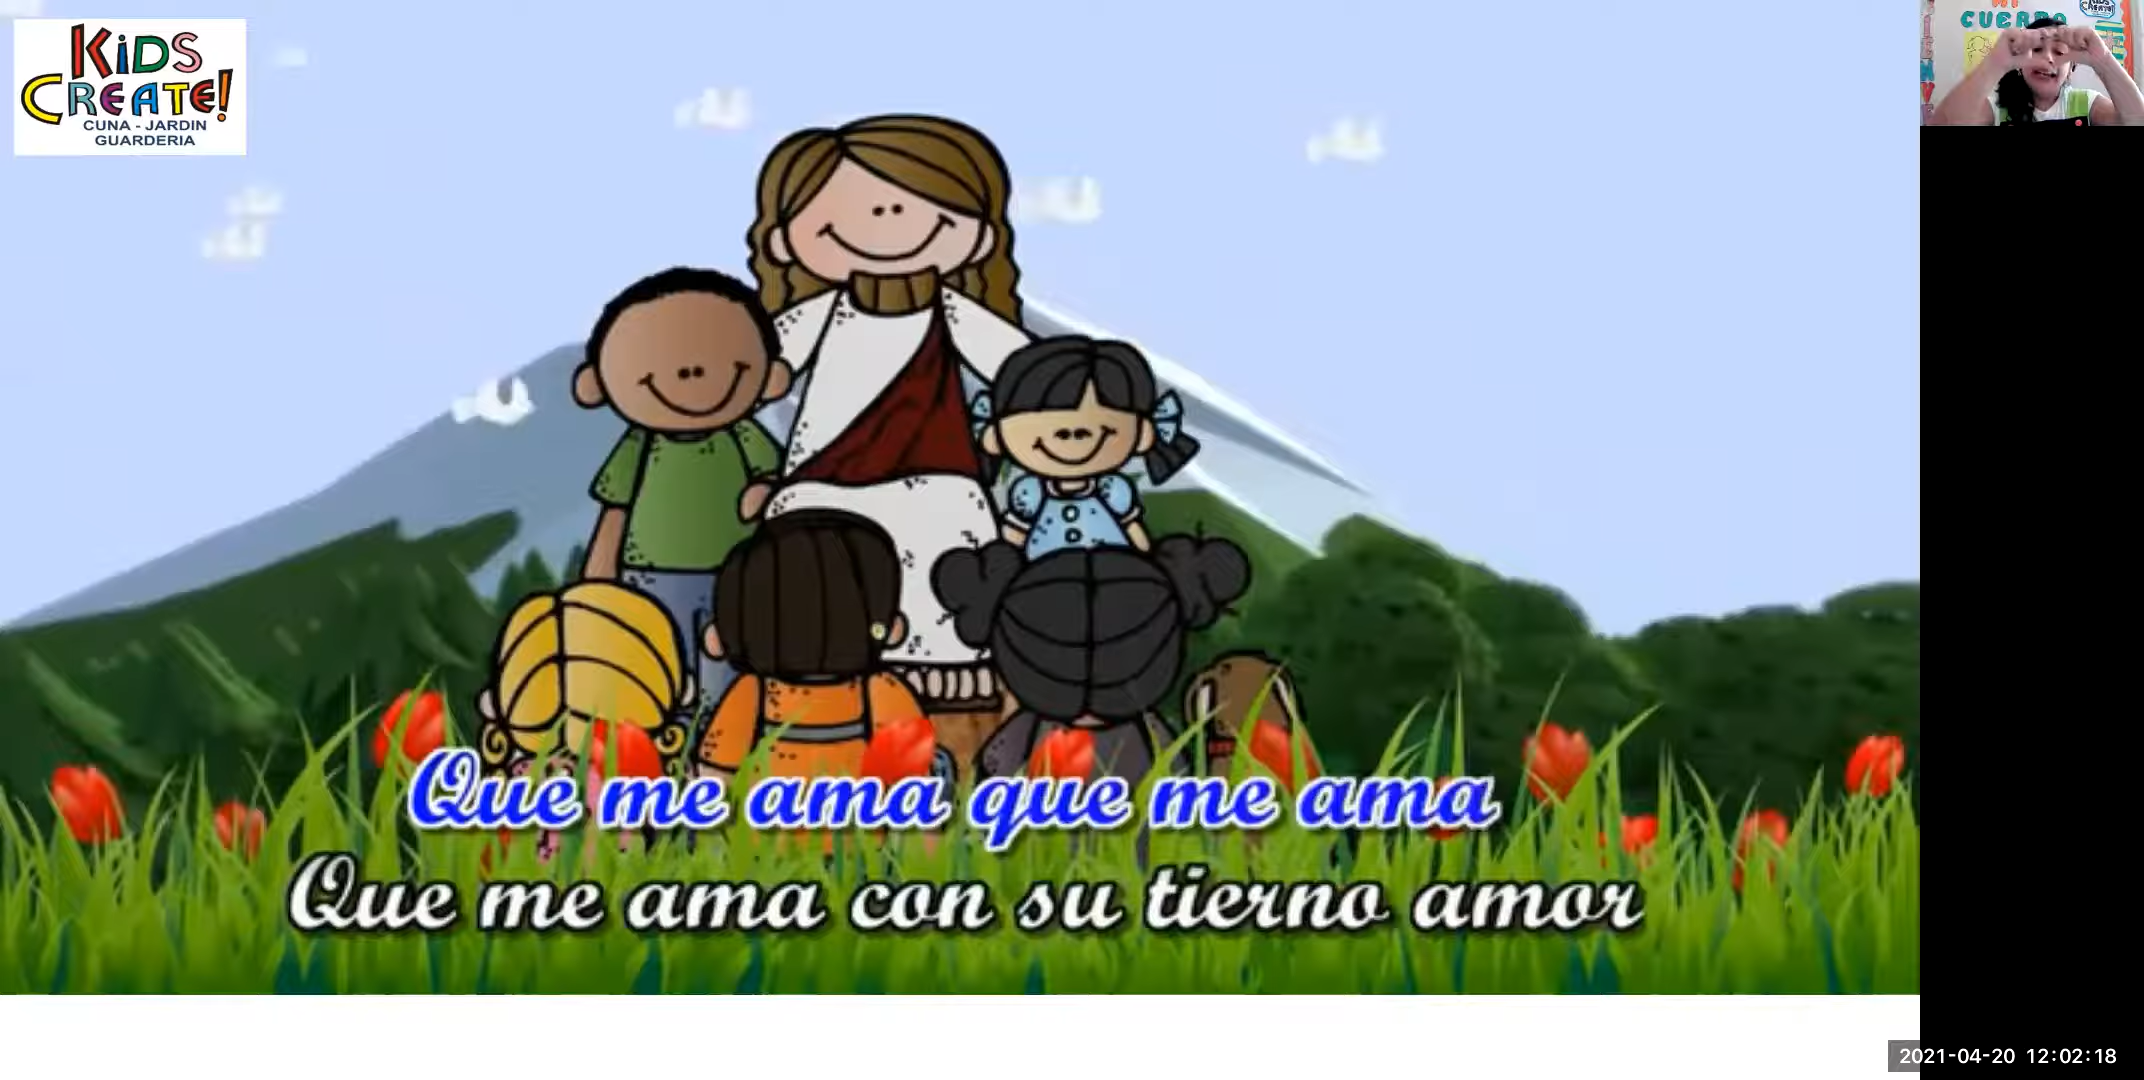 KiDS
CREATE!
CUNA - JARDIN
GUARDERIA
CUERPO
Que me ama que me ama
Que me ama con su tierno amor
2021-04-20 12:02:18